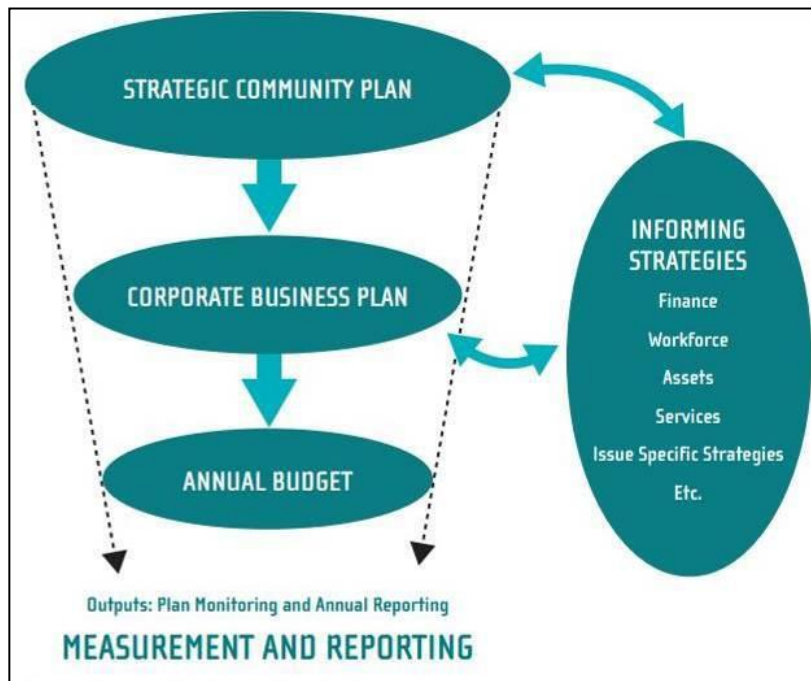 STRATEGIC COMMUNITY PLAN
CORPORATE BUSINESS PLAN
ANNUAL BUDGET
INFORMING
STRATEGIES
Finance
Workforce
Assets
Services
Issue Specific Strategies
Etc.
Outputs: Plan Monitoring and Annual Reporting
MEASUREMENT AND REPORTING